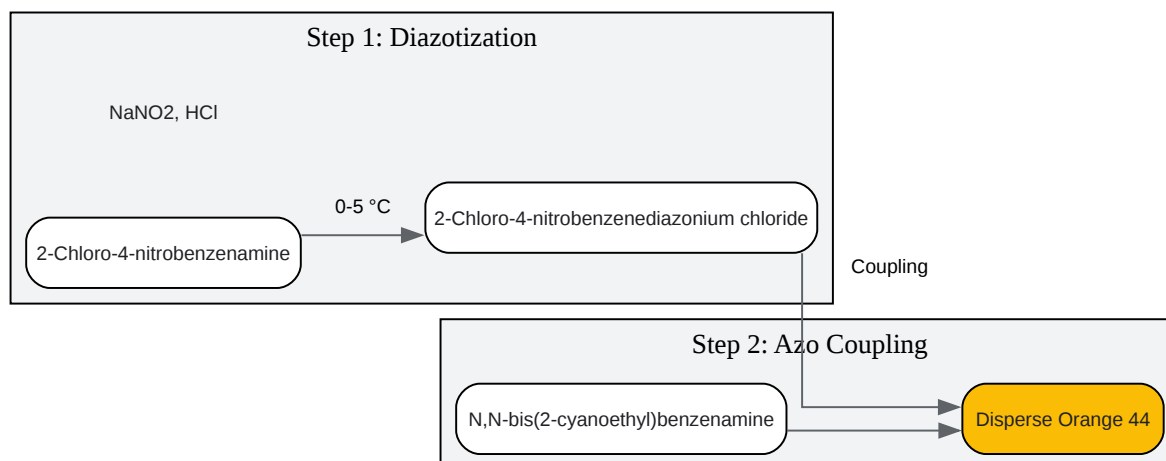 Step 1: Diazotization
NaNO2, HCl
0-5 °C
2-Chloro-4-nitrobenzenamine
2-Chloro-4-nitrobenzenediazonium chloride
Coupling
Step 2: Azo Coupling
N,N-bis(2-cyanoethyl)benzenamine
Disperse Orange 44